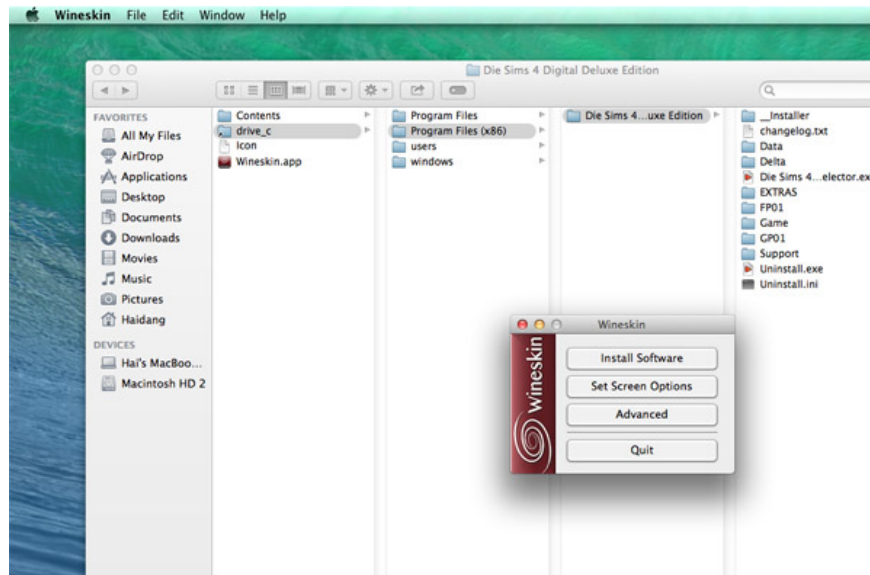 Wineskin File Edit Window Help
Die Sims 4 Digital Deluxe Edition
FAVORITES
All My Files
AirDrop
Applications
Desktop
Documents
Downloads
Movies
Music
Pictures
Haidang
DEVICES
Hai's MacBoo...
Macintosh HD 2
Contents
drive_c
Icon
Wineskin.app
Program Files
Program Files (x86)
users
windows
Die Sims 4...uxe Edition
__Installer
changelog.txt
Data
Delta
Die Sims 4...elector.ex
EXTRAS
FP01
Game
GP01
Support
Uninstall.exe
Uninstall.ini
Wineskin
Wineskin
Install Software
Set Screen Options
Advanced
Quit